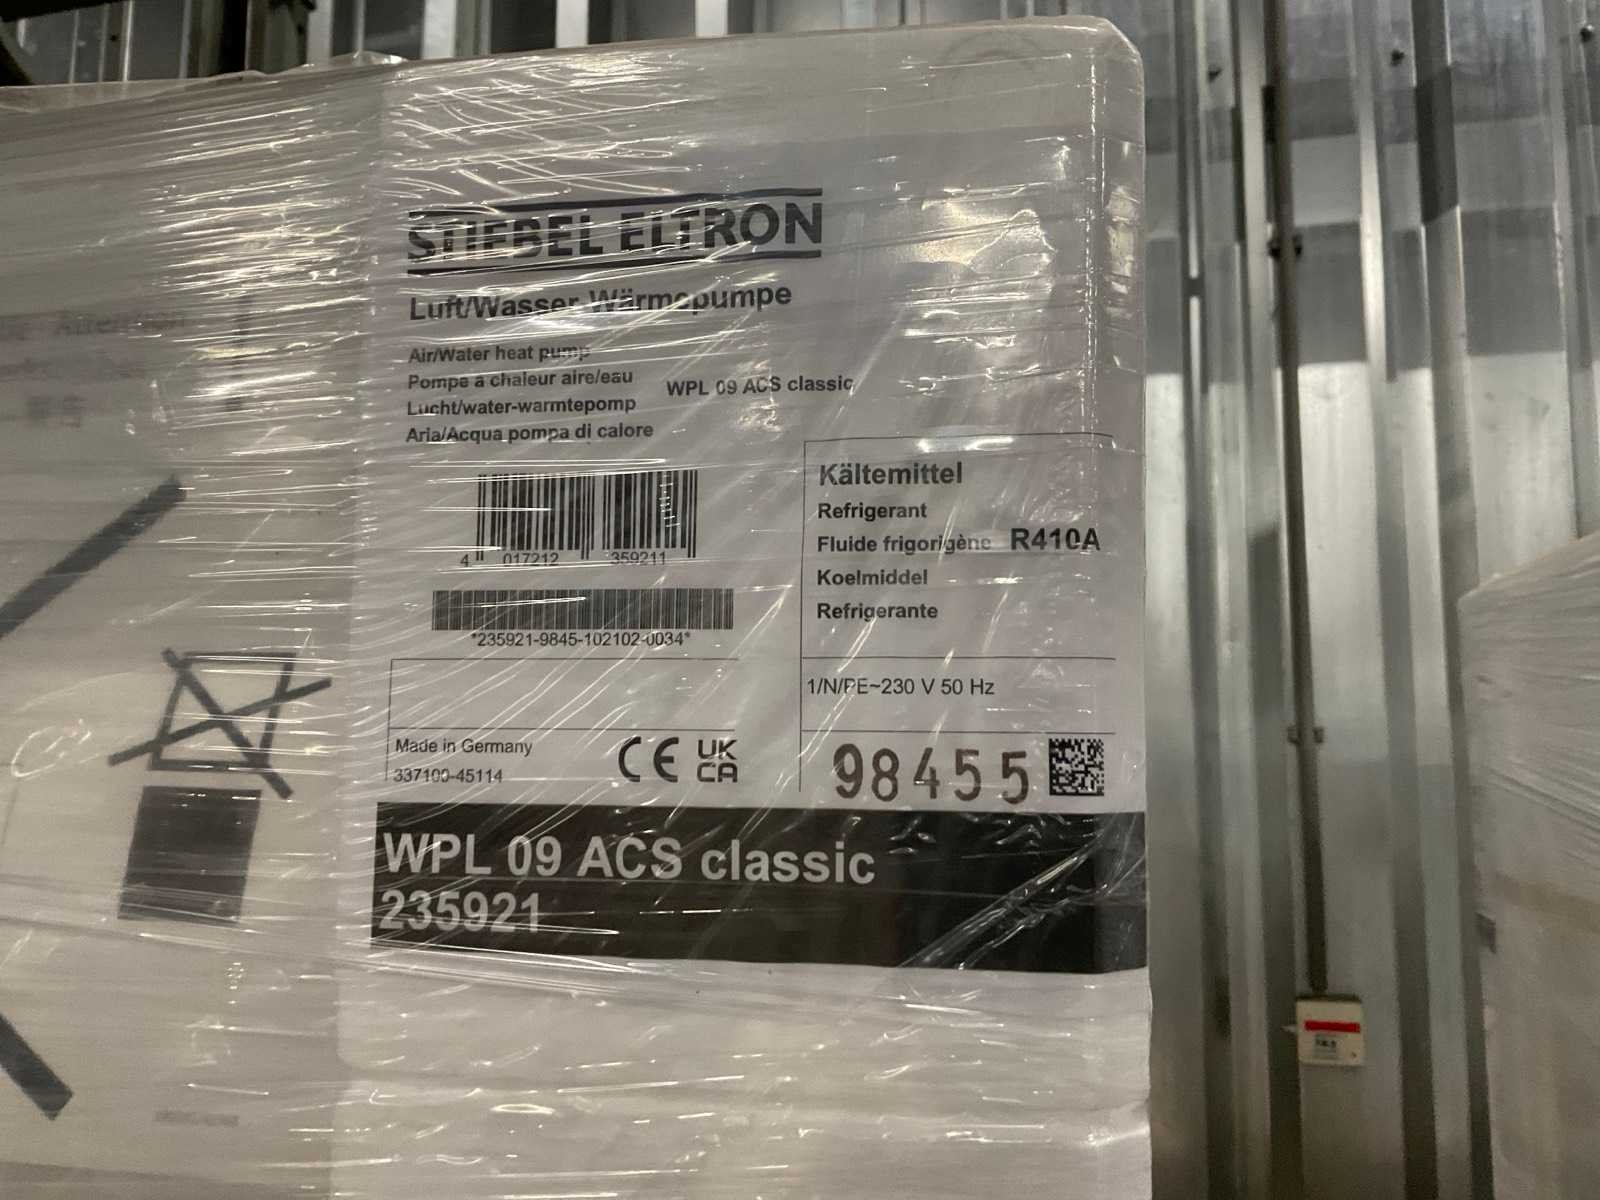 STIEBEL ELTRON
Luft/Wasser-Wärmepumpe
Air/Water heat pump
Pompe à chaleur aire/eau
Lucht/water-warmtepomp
Aria/Acqua pompa di calore
WPL 09 ACS classic
4 017212 359211
*235921-9845-102102-0034*
Kältemittel
Refrigerant
Fluide frigorigène R410A
Koelmiddel
Refrigerante
1/N/PE~230 V 50 Hz
Made in Germany
337100-45114
CE UK CA
98455
WPL 09 ACS classic
235921